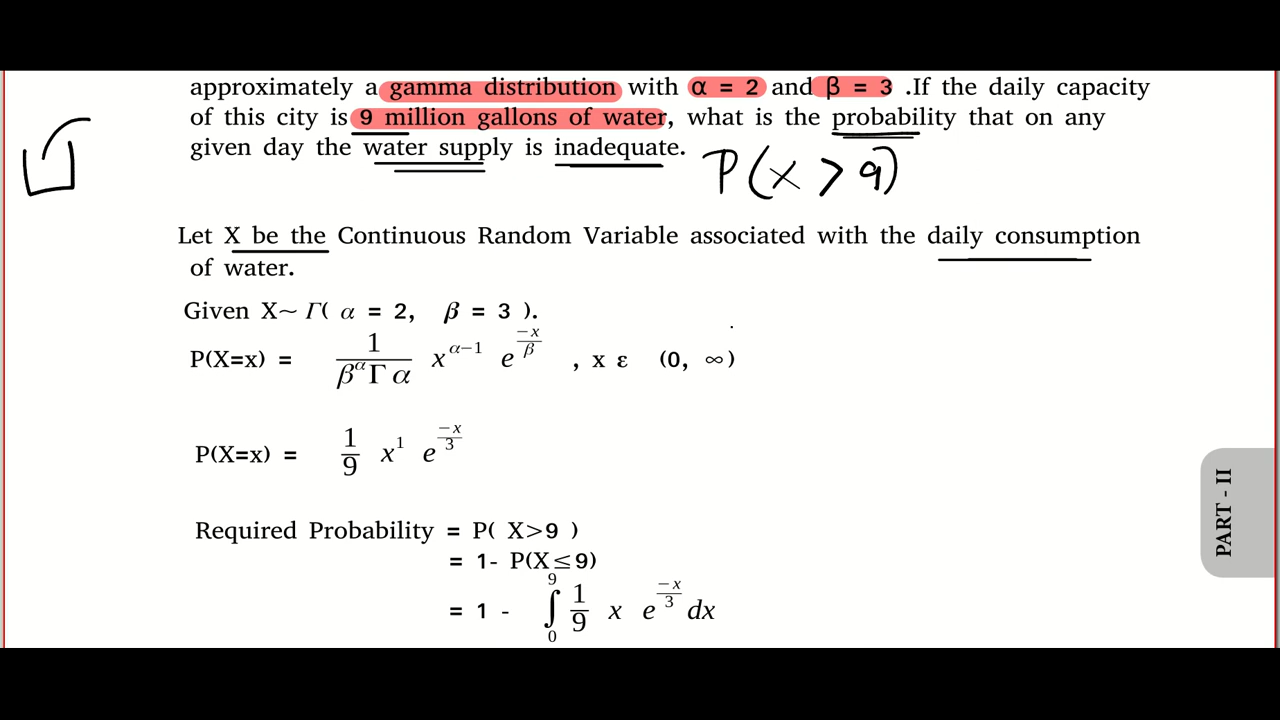 approximately a gamma distribution with α = 2 and β = 3 .If the daily capacity
of this city is 9 million gallons of water, what is the probability that on any
given day the water supply is inadequate.
P(x > 9)
Let X be the Continuous Random Variable associated with the daily consumption
of water.
Given X~ Γ( α = 2, β = 3 ).
P(X=x) = 1/(β^α Γ α) x^(α−1) e^(−x/β) , x ε (0, ∞)
P(X=x) = 1/9 x^1 e^(−x/3)
Required Probability = P( X>9 )
= 1- P(X≤9)
= 1 - ∫_0^9 1/9 x e^(−x/3) dx
PART - II